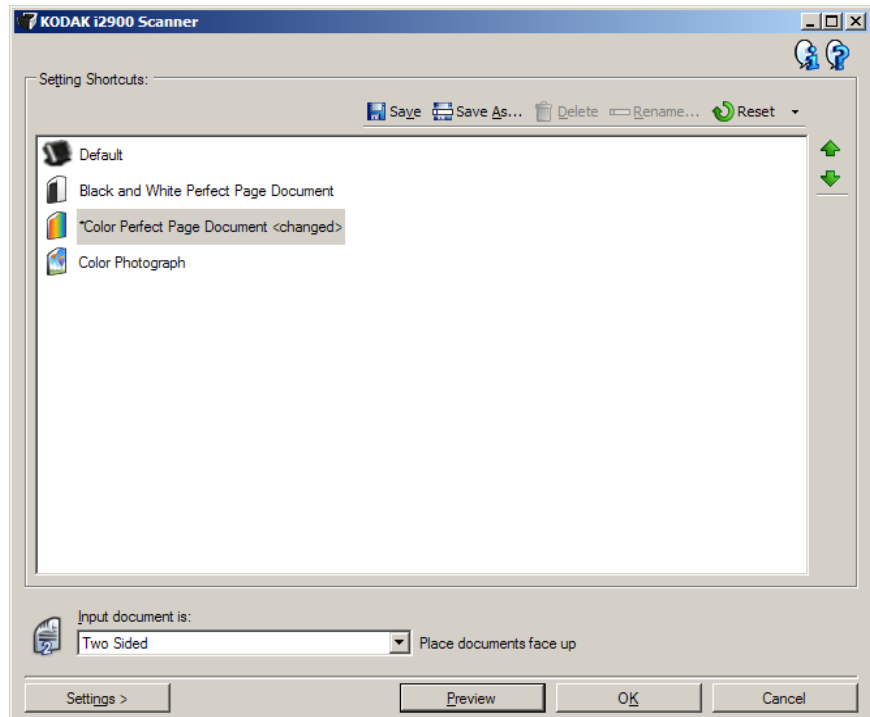 KODAK i2900 Scanner
Setting Shortcuts:
Save Save As... Delete Rename... Reset
Default
Black and White Perfect Page Document
*Color Perfect Page Document <changed>
Color Photograph
Input document is:
2 Two Sided Place documents face up
Settings > Preview OK Cancel